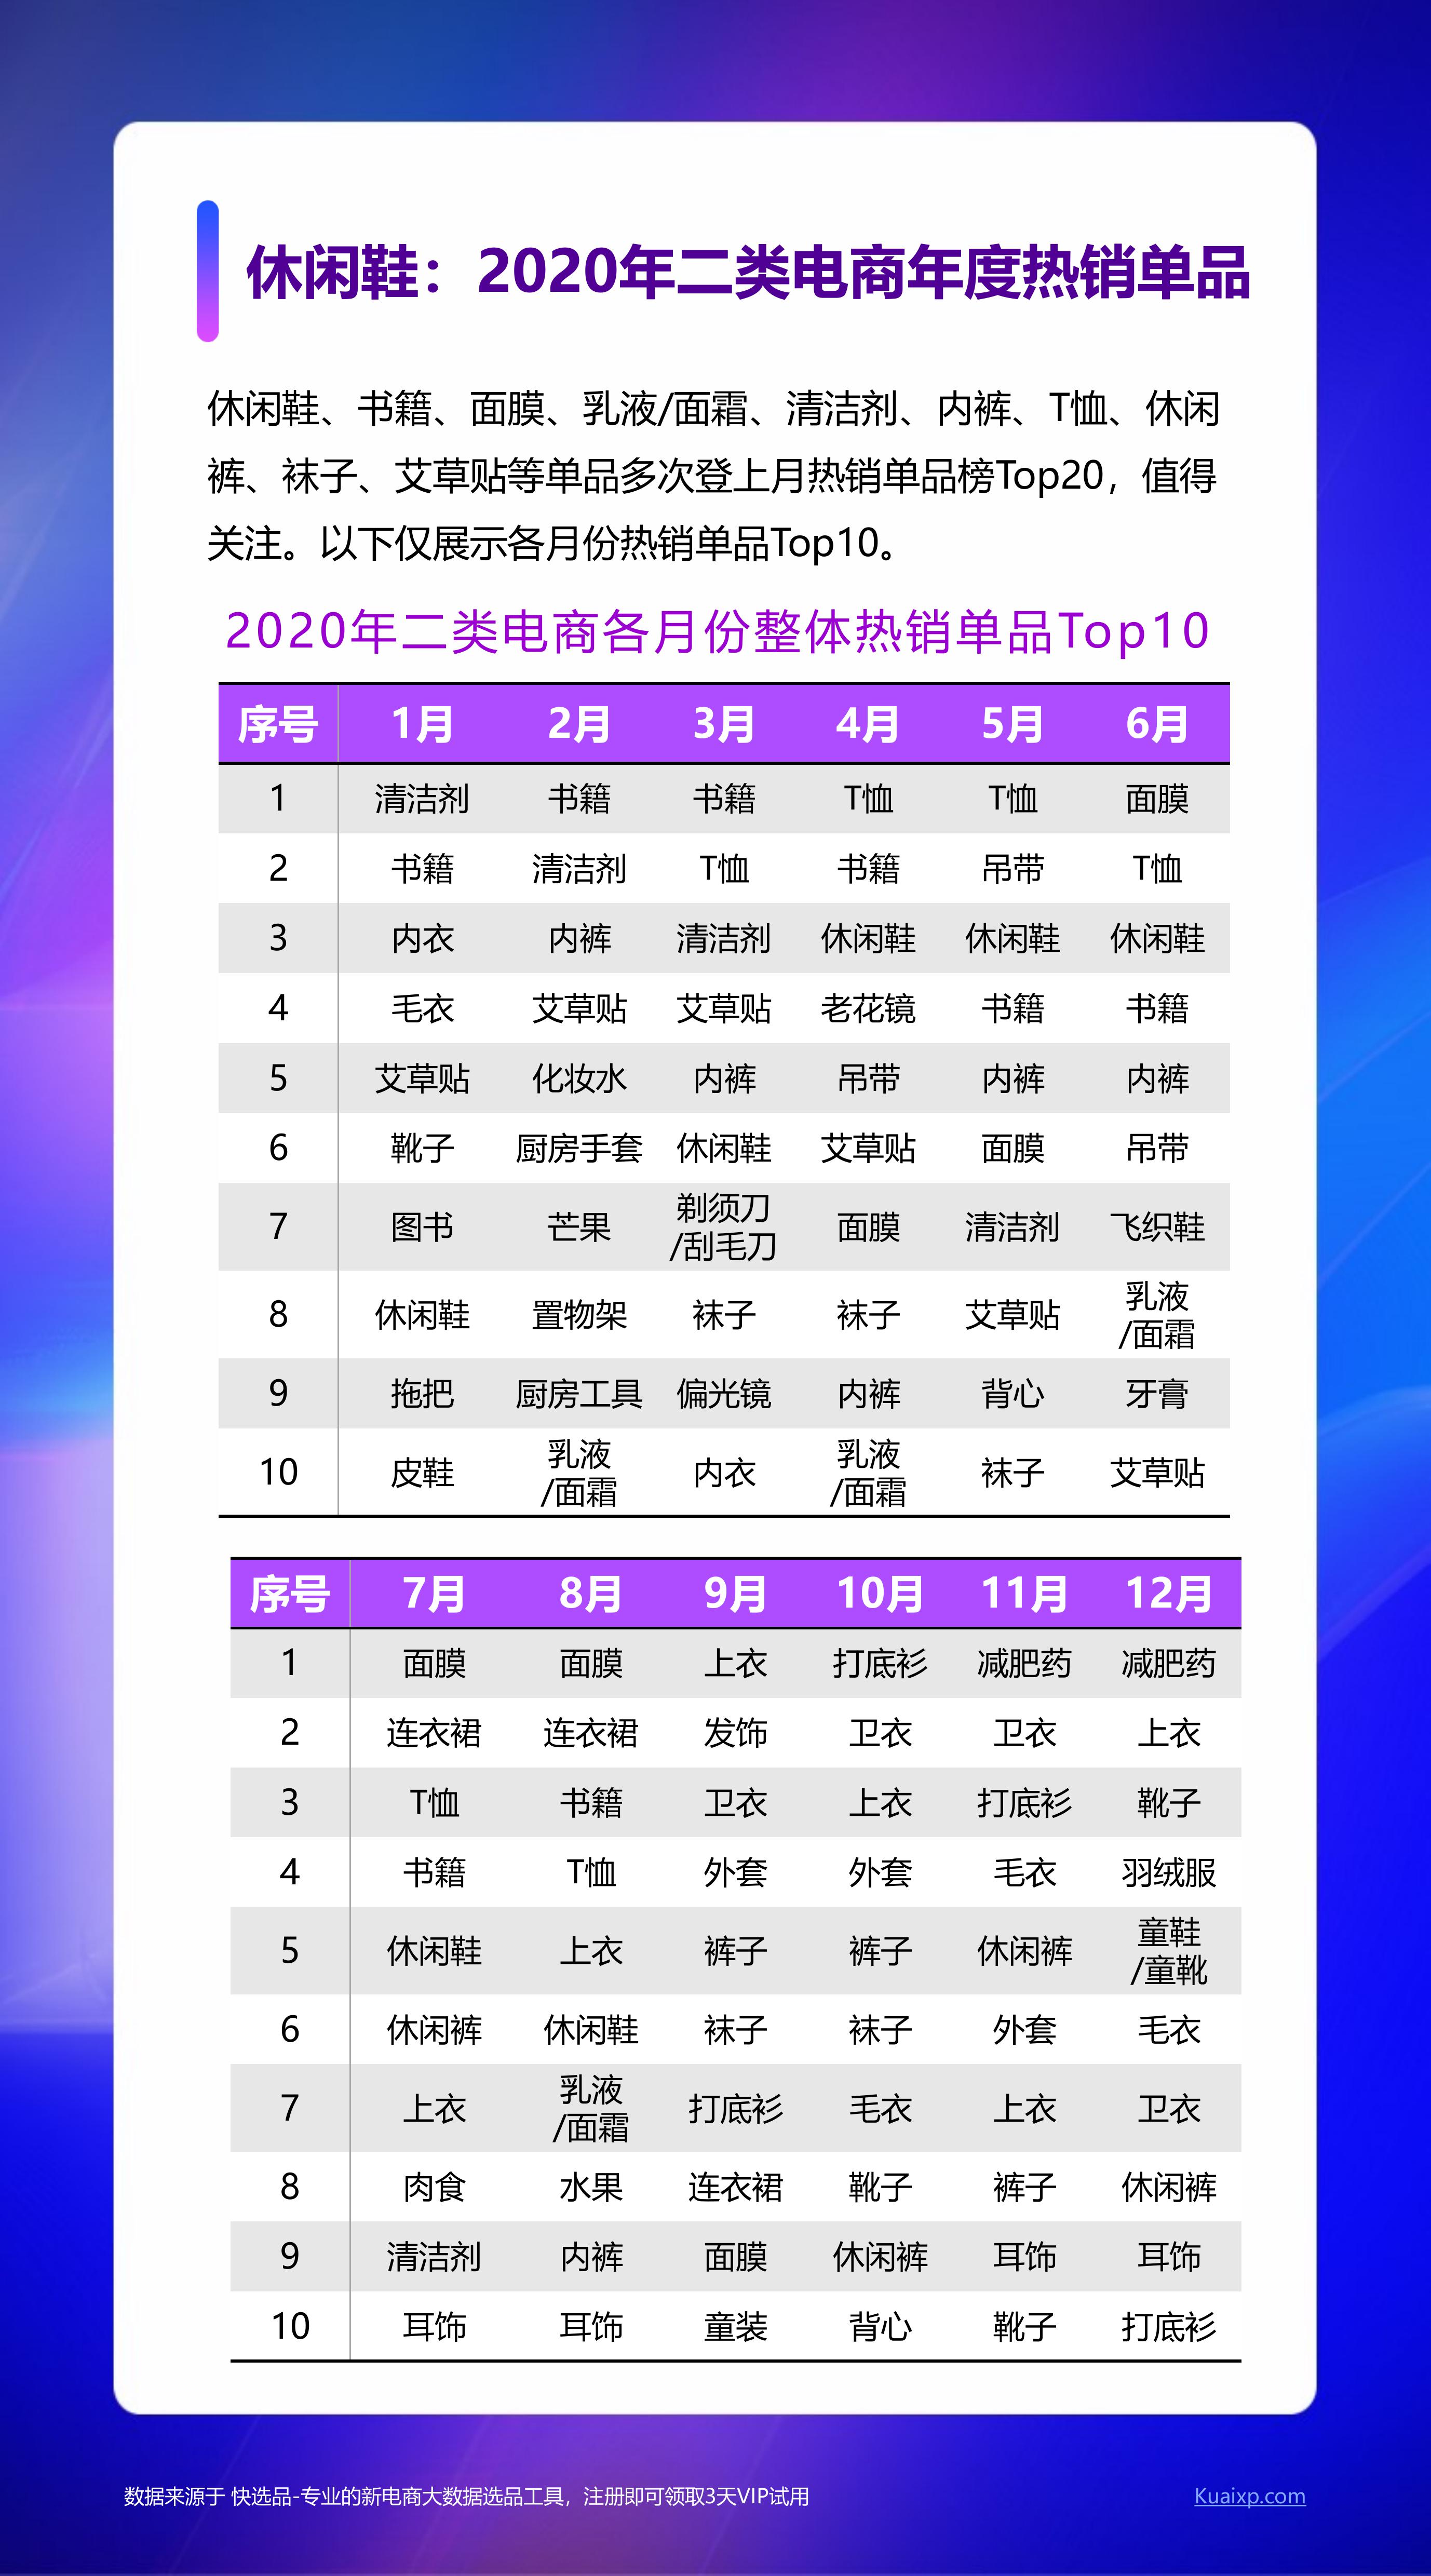 休闲鞋：2020年二类电商年度热销单品
休闲鞋、书籍、面膜、乳液/面霜、清洁剂、内裤、T恤、休闲
裤、袜子、艾草贴等单品多次登上月热销单品榜Top20，值得
关注。以下仅展示各月份热销单品Top10。
2020年二类电商各月份整体热销单品Top10
序号 1月 2月 3月 4月 5月 6月
1 清洁剂 书籍 书籍 T恤 T恤 面膜
2 书籍 清洁剂 T恤 书籍 吊带 T恤
3 内衣 内裤 清洁剂 休闲鞋 休闲鞋 休闲鞋
4 毛衣 艾草贴 艾草贴 老花镜 书籍 书籍
5 艾草贴 化妆水 内裤 吊带 内裤 内裤
6 靴子 厨房手套 休闲鞋 艾草贴 面膜 吊带
7 图书 芒果 剃须刀/刮毛刀 面膜 清洁剂 飞织鞋
8 休闲鞋 置物架 袜子 袜子 艾草贴 乳液/面霜
9 拖把 厨房工具 偏光镜 内裤 背心 牙膏
10 皮鞋 乳液/面霜 内衣 乳液/面霜 袜子 艾草贴
序号 7月 8月 9月 10月 11月 12月
1 面膜 面膜 上衣 打底衫 减肥药 减肥药
2 连衣裙 连衣裙 发饰 卫衣 卫衣 上衣
3 T恤 书籍 卫衣 上衣 打底衫 靴子
4 书籍 T恤 外套 外套 毛衣 羽绒服
5 休闲鞋 上衣 裤子 裤子 休闲裤 童鞋/童靴
6 休闲裤 休闲鞋 袜子 袜子 外套 毛衣
7 上衣 乳液/面霜 打底衫 毛衣 上衣 卫衣
8 肉食 水果 连衣裙 靴子 裤子 休闲裤
9 清洁剂 内裤 面膜 休闲裤 耳饰 耳饰
10 耳饰 耳饰 童装 背心 靴子 打底衫
数据来源于 快选品-专业的新电商大数据选品工具，注册即可领取3天VIP试用
Kuaixp.com